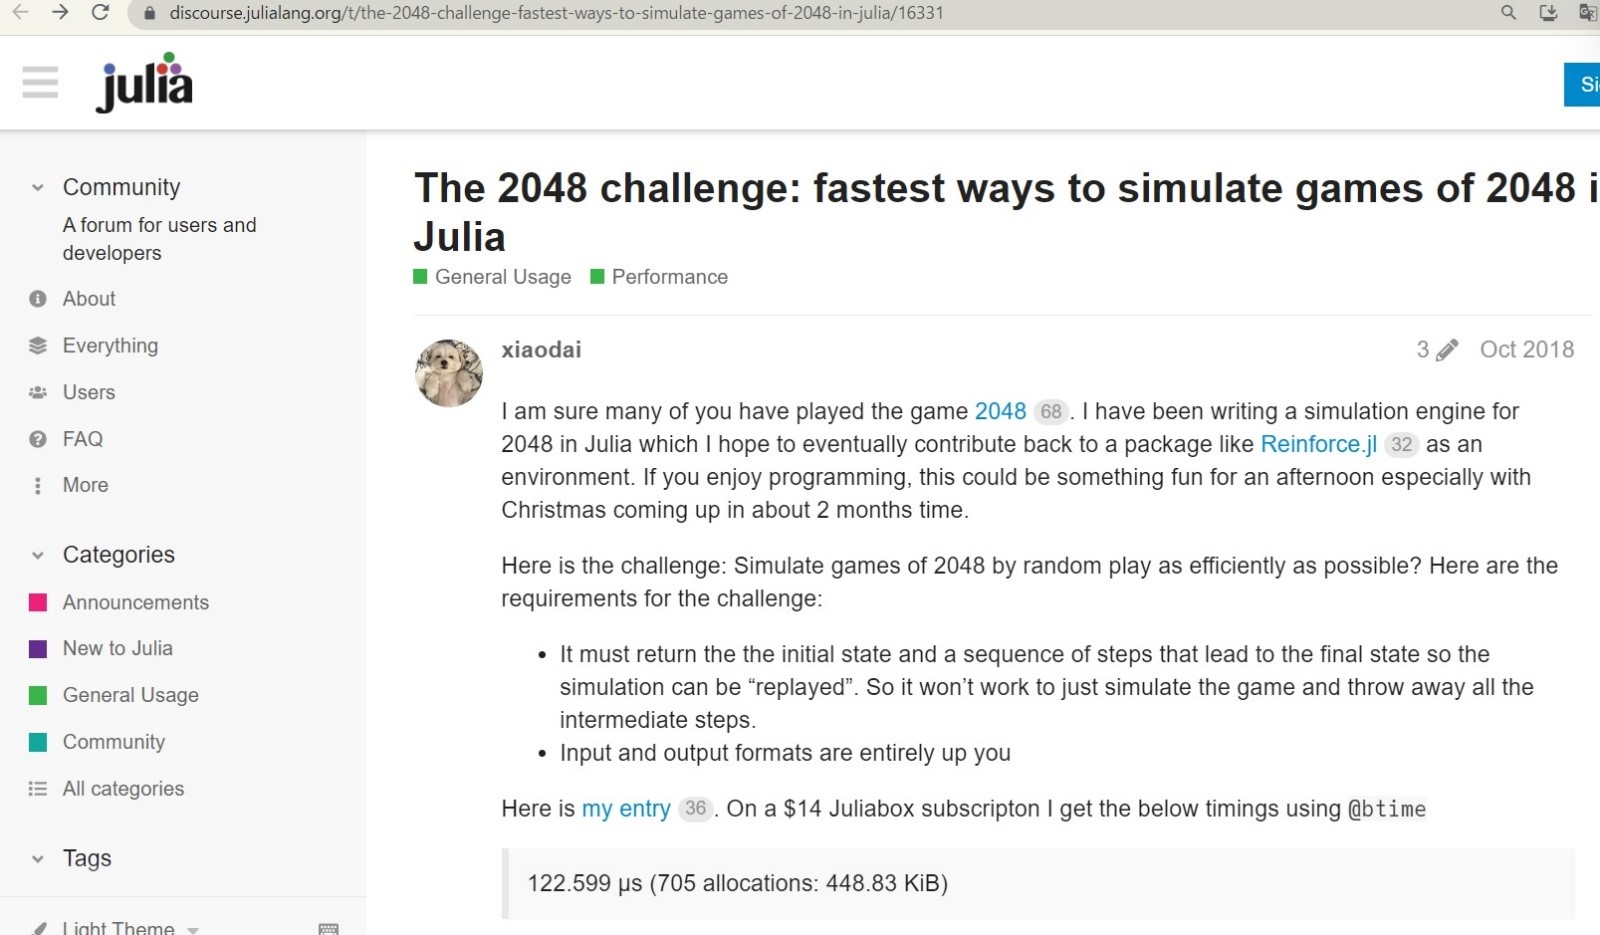 discourse.julialang.org/t/the-2048-challenge-fastest-ways-to-simulate-games-of-2048-in-julia/16331
julia
Community
A forum for users and
developers
About
Everything
Users
FAQ
More
Categories
Announcements
New to Julia
General Usage
Community
All categories
Tags
Light Theme
The 2048 challenge: fastest ways to simulate games of 2048 i
Julia
General Usage Performance
xiaodai 3 Oct 2018
I am sure many of you have played the game 2048 68. I have been writing a simulation engine for
2048 in Julia which I hope to eventually contribute back to a package like Reinforce.jl 32 as an
environment. If you enjoy programming, this could be something fun for an afternoon especially with
Christmas coming up in about 2 months time.
Here is the challenge: Simulate games of 2048 by random play as efficiently as possible? Here are the
requirements for the challenge:
• It must return the the initial state and a sequence of steps that lead to the final state so the
simulation can be “replayed”. So it won’t work to just simulate the game and throw away all the
intermediate steps.
• Input and output formats are entirely up you
Here is my entry 36. On a $14 Juliabox subscripton I get the below timings using @btime
122.599 μs (705 allocations: 448.83 KiB)